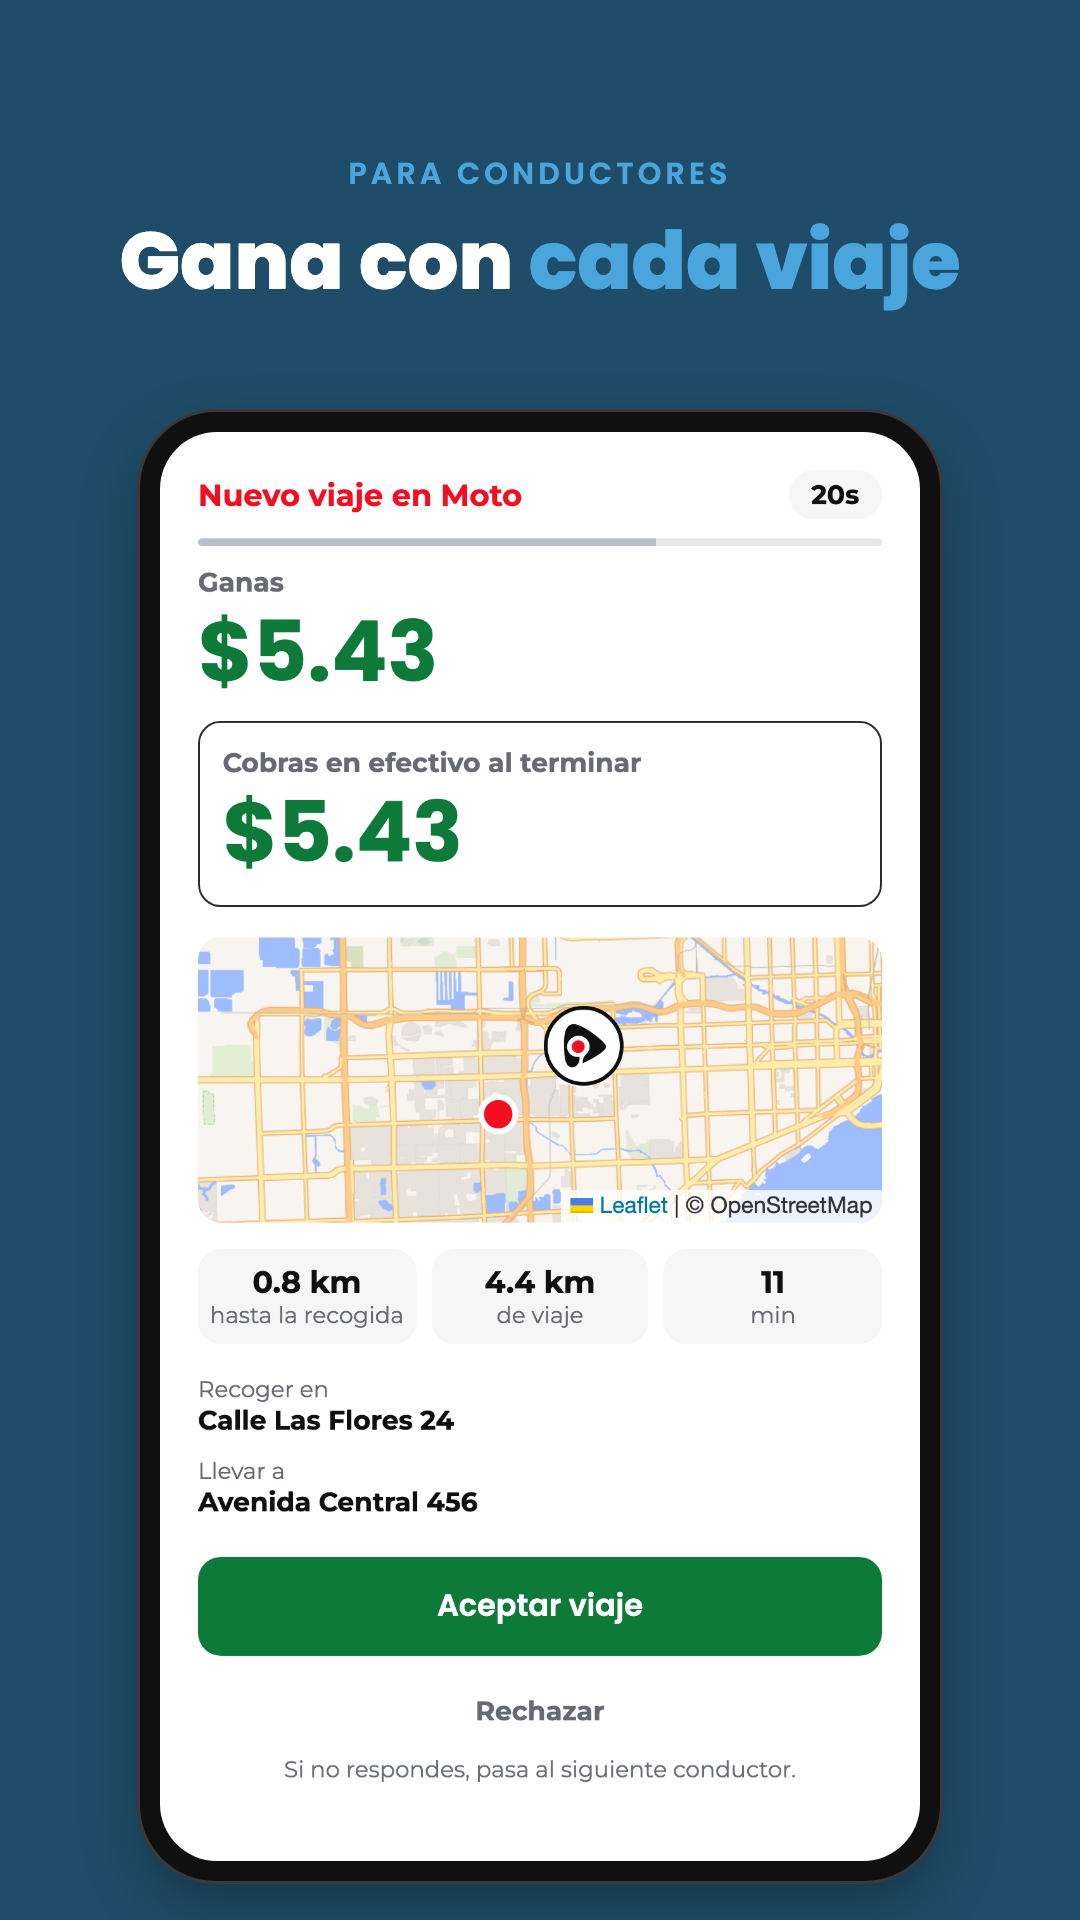 PARA CONDUCTORES
Gana con cada viaje
Nuevo viaje en Moto
20s
Ganas
$5.43
Cobras en efectivo al terminar
$5.43
Leaflet | © OpenStreetMap
0.8 km
hasta la recogida
4.4 km
de viaje
11
min
Recoger en
Calle Las Flores 24
Llevar a
Avenida Central 456
Aceptar viaje
Rechazar
Si no respondes, pasa al siguiente conductor.